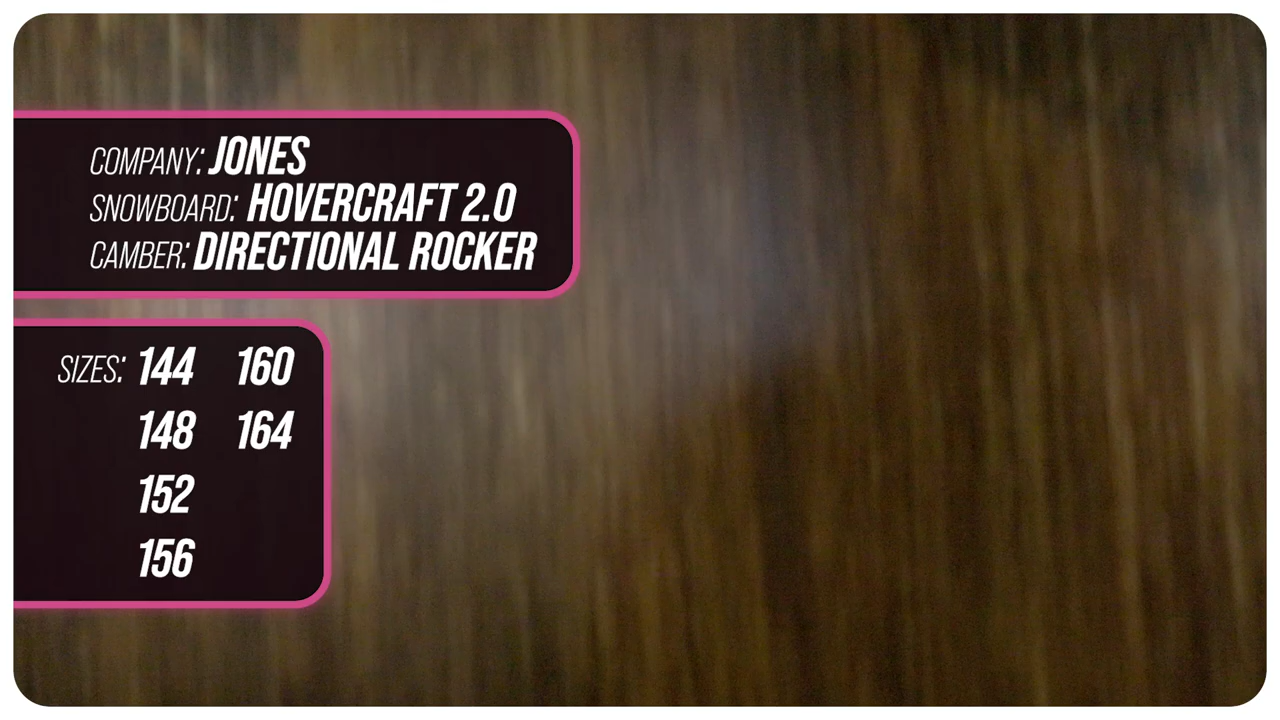 COMPANY: JONES
SNOWBOARD: HOVERCRAFT 2.0
CAMBER: DIRECTIONAL ROCKER
SIZES: 144 160
148 164
152
156